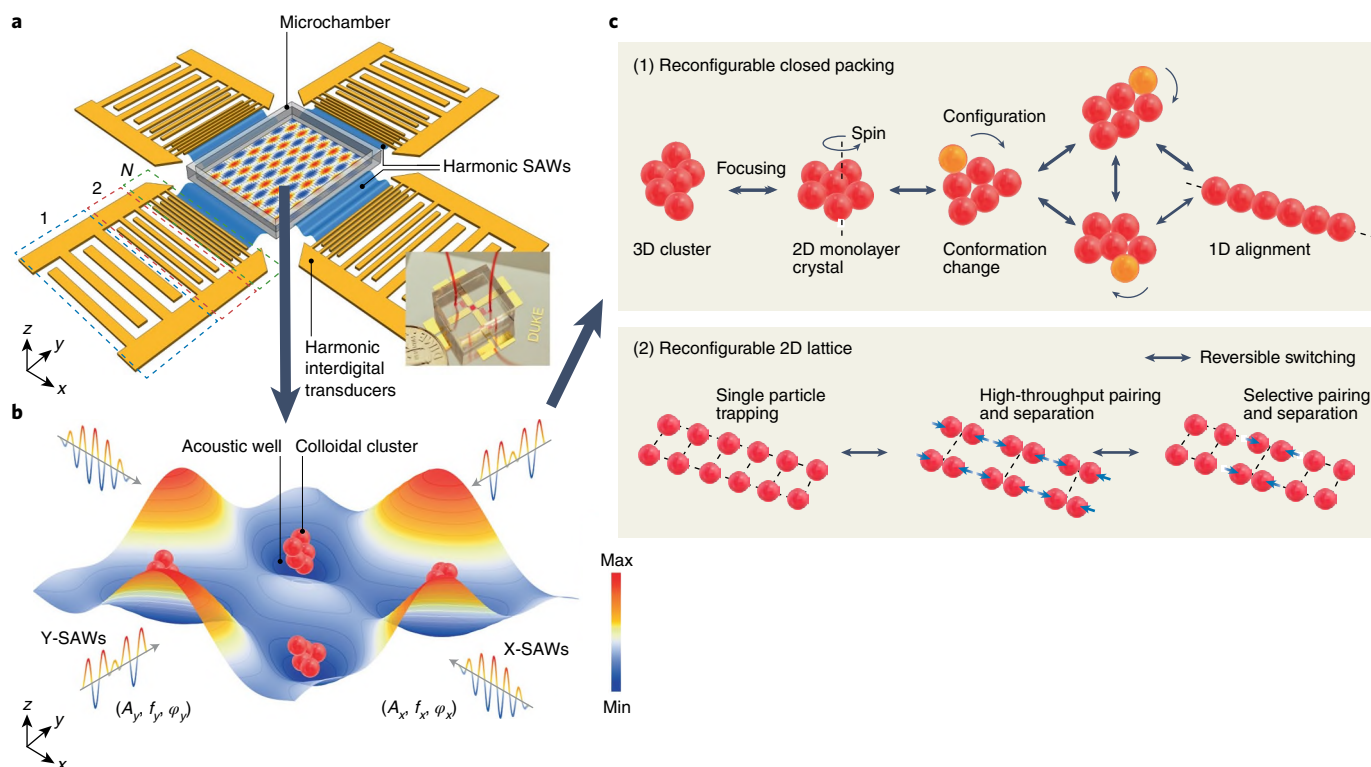 a
Microchamber
Harmonic SAWs
N
2
1
Harmonic
interdigital
transducers
DUKE
z
y
x
b
Acoustic well
Colloidal cluster
Y-SAWs
X-SAWs
(Ay, fy, φy)
(Ax, fx, φx)
Max
Min
z
y
x
c
(1) Reconfigurable closed packing
Configuration
Spin
Focusing
3D cluster
2D monolayer
crystal
Conformation
change
1D alignment
(2) Reconfigurable 2D lattice
Reversible switching
Single particle
trapping
High-throughput pairing
and separation
Selective pairing
and separation